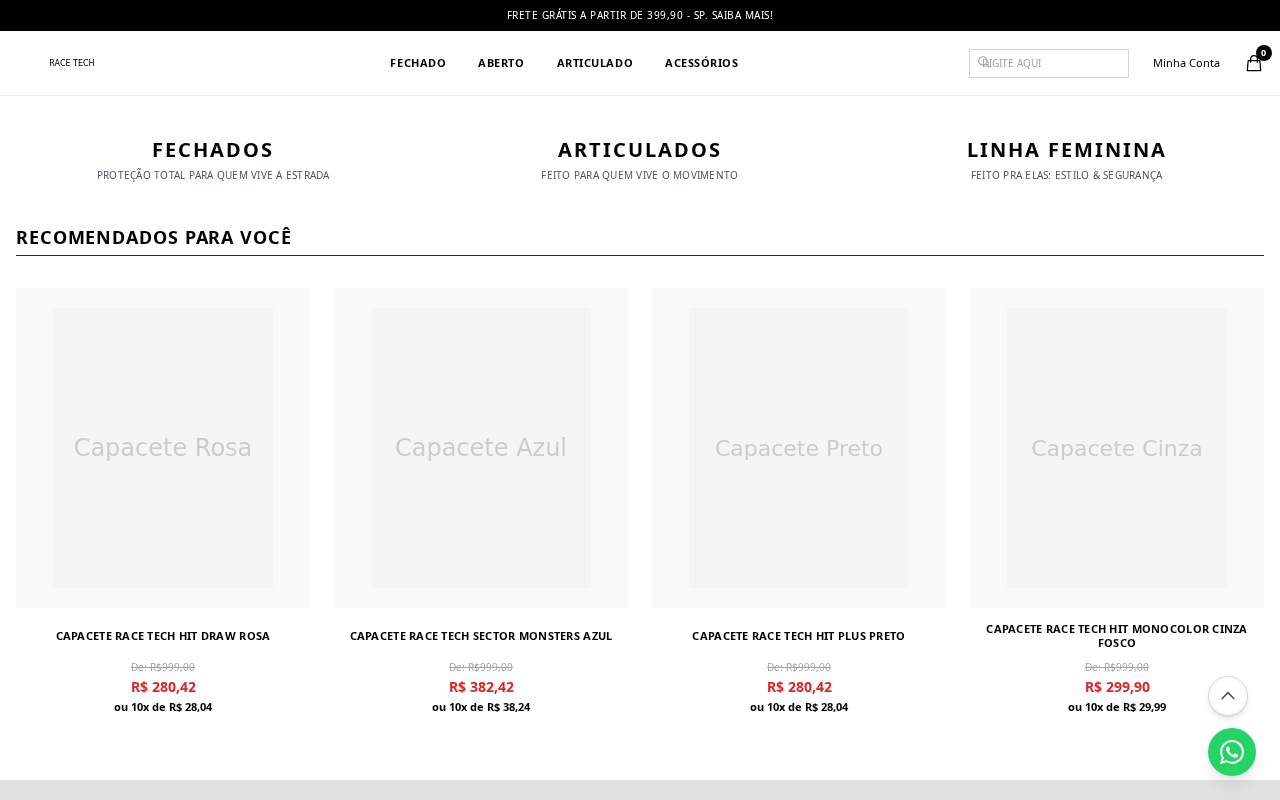 FRETE GRÁTIS A PARTIR DE 399,90 - SP. SAIBA MAIS!
RACE TECH
FECHADO
ABERTO
ARTICULADO
ACESSÓRIOS
DIGITE AQUI
Minha Conta
0
FECHADOS
PROTEÇÃO TOTAL PARA QUEM VIVE A ESTRADA
ARTICULADOS
FEITO PARA QUEM VIVE O MOVIMENTO
LINHA FEMININA
FEITO PRA ELAS: ESTILO & SEGURANÇA
RECOMENDADOS PARA VOCÊ
Capacete Rosa
CAPACETE RACE TECH HIT DRAW ROSA
De: R$999,00
R$ 280,42
ou 10x de R$ 28,04
Capacete Azul
CAPACETE RACE TECH SECTOR MONSTERS AZUL
De: R$999,00
R$ 382,42
ou 10x de R$ 38,24
Capacete Preto
CAPACETE RACE TECH HIT PLUS PRETO
De: R$999,00
R$ 280,42
ou 10x de R$ 28,04
Capacete Cinza
CAPACETE RACE TECH HIT MONOCOLOR CINZA
FOSCO
De: R$999,00
R$ 299,90
ou 10x de R$ 29,99